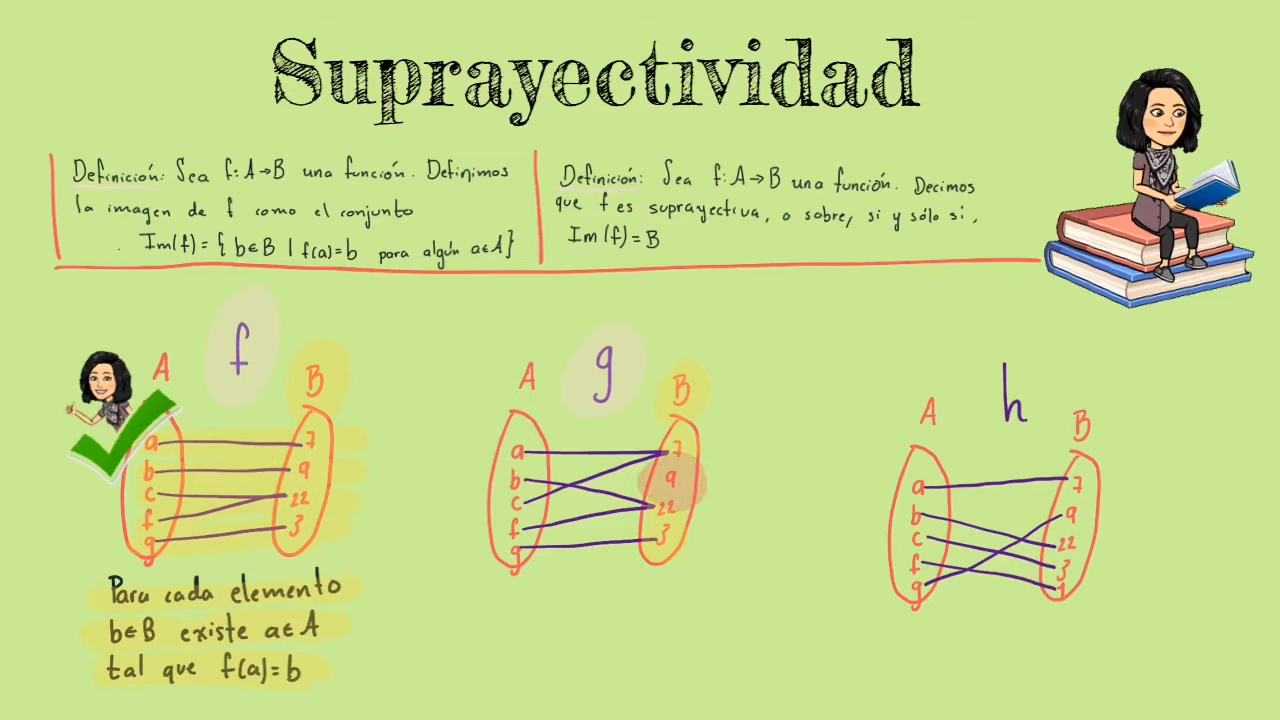 Suprayectividad
Definición: Sea f: A→B una función. Definimos
la imagen de f como el conjunto
Im(f) = { b∈B | f(a)=b para algún a∈A}
Definición: Sea f: A→B una función. Decimos
que f es suprayectiva, o sobre, si y sólo si,
Im(f) = B
f
A
B
a
b
c
f
g
7
9
22
3
Para cada elemento
b∈B existe a∈A
tal que f(a)=b
g
A
B
a
b
c
f
g
7
9
22
3
h
A
B
a
b
c
f
g
7
9
22
3
1